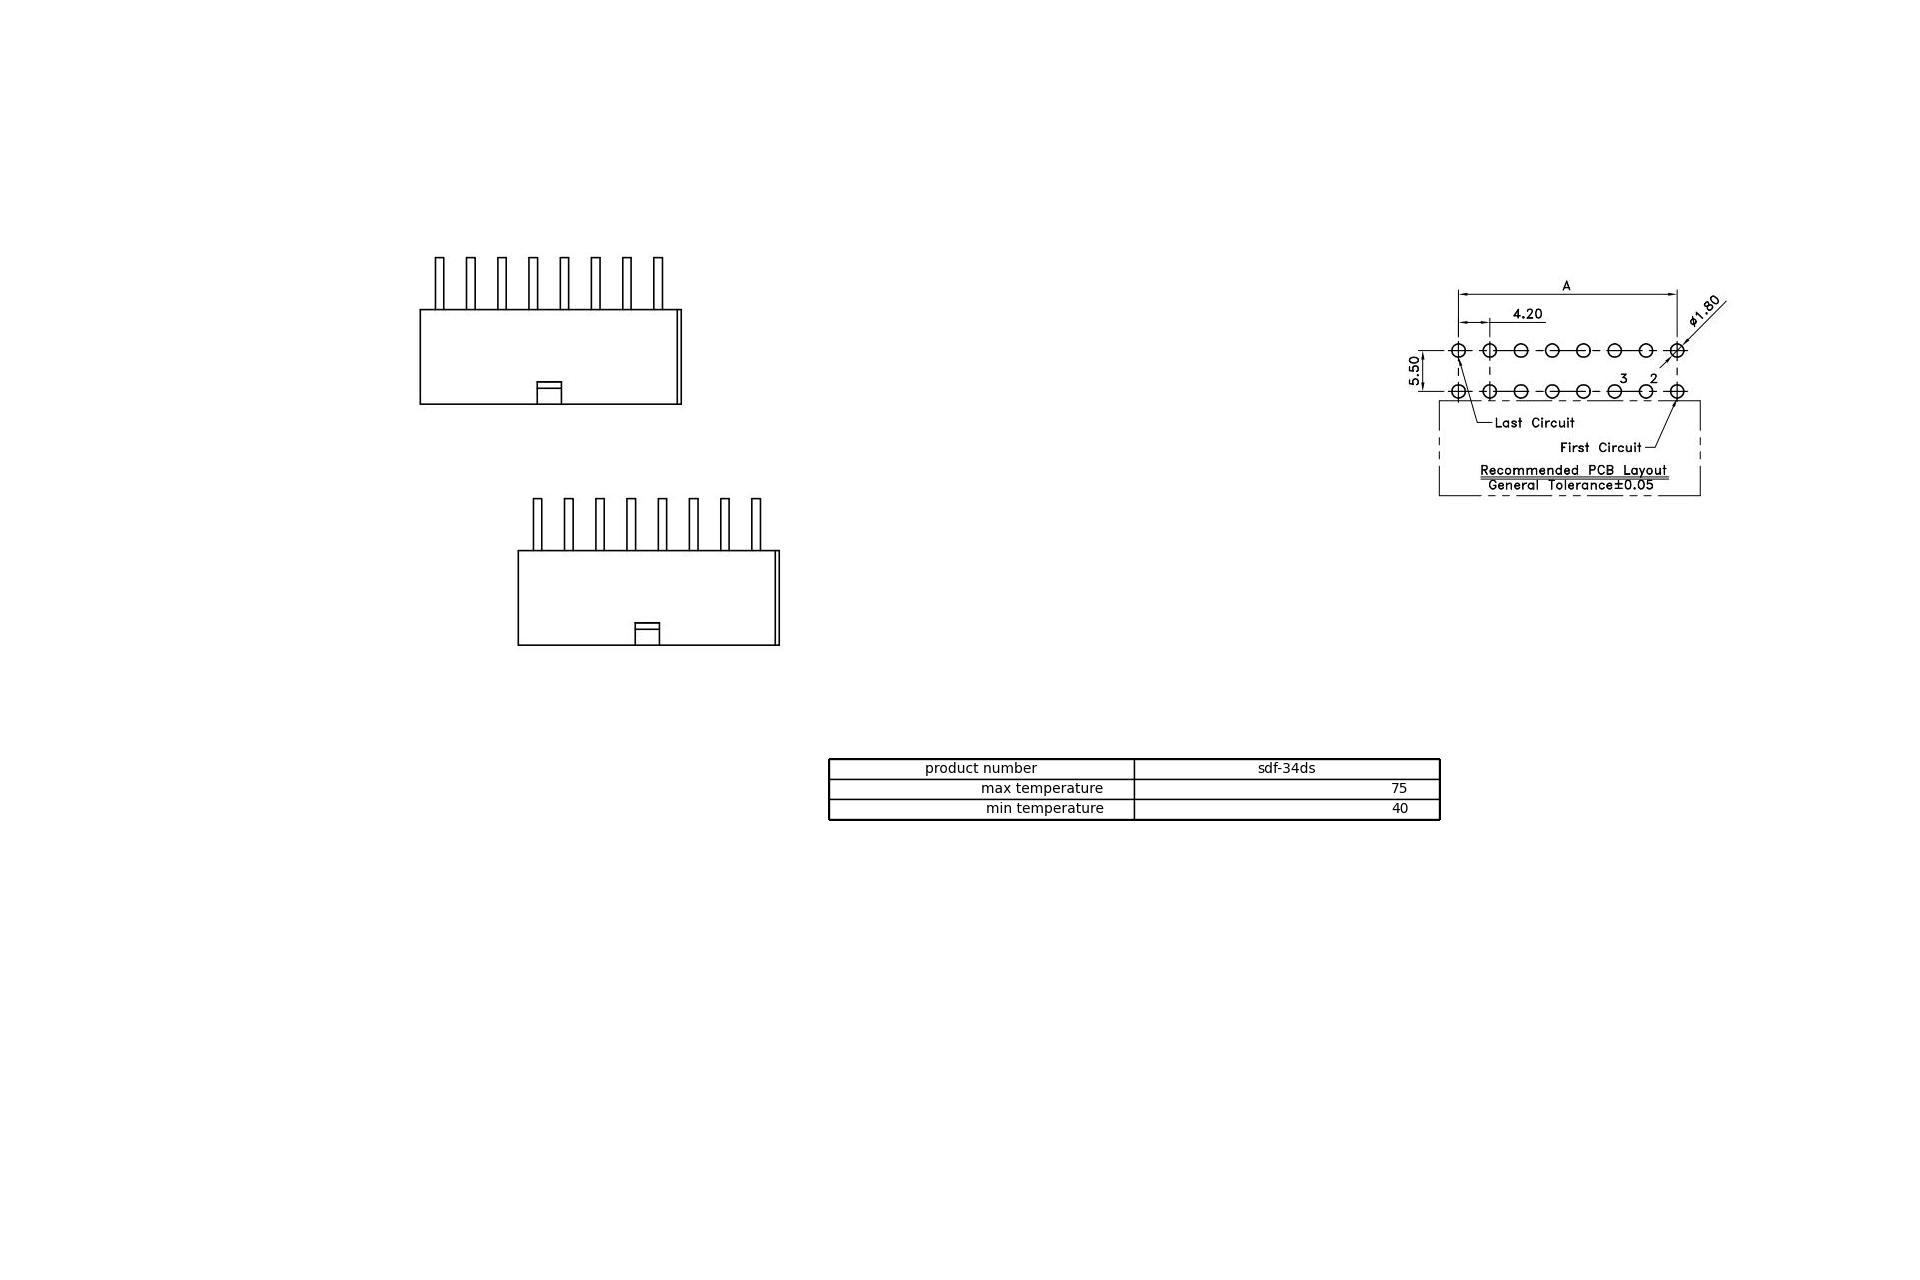 A
4.20
ø1.80
5.50
3 2
Last Circuit
First Circuit
Recommended PCB Layout
General Tolerance±0.05
product number sdf-34ds
max temperature 75
min temperature 40